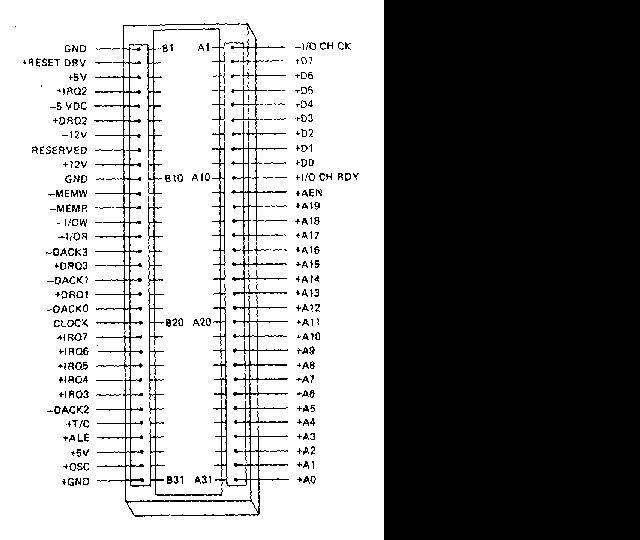 GND B1 A1 -I/O CH CK
+RESET DRV +D7
+5V +D6
+IRQ2 +D5
-5 VDC +D4
+DRQ2 +D3
-12V +D2
RESERVED +D1
+12V +D0
GND B10 A10 +I/O CH RDY
-MEMW +AEN
-MEMR +A19
-I/OW +A18
-I/OR +A17
-DACK3 +A16
+DRQ3 +A15
-DACK1 +A14
+DRQ1 +A13
-DACK0 +A12
CLOCK B20 A20 +A11
+IRQ7 +A10
+IRQ6 +A9
+IRQ5 +A8
+IRQ4 +A7
+IRQ3 +A6
-DACK2 +A5
+T/C +A4
+ALE +A3
+5V +A2
+OSC +A1
+GND B31 A31 +A0